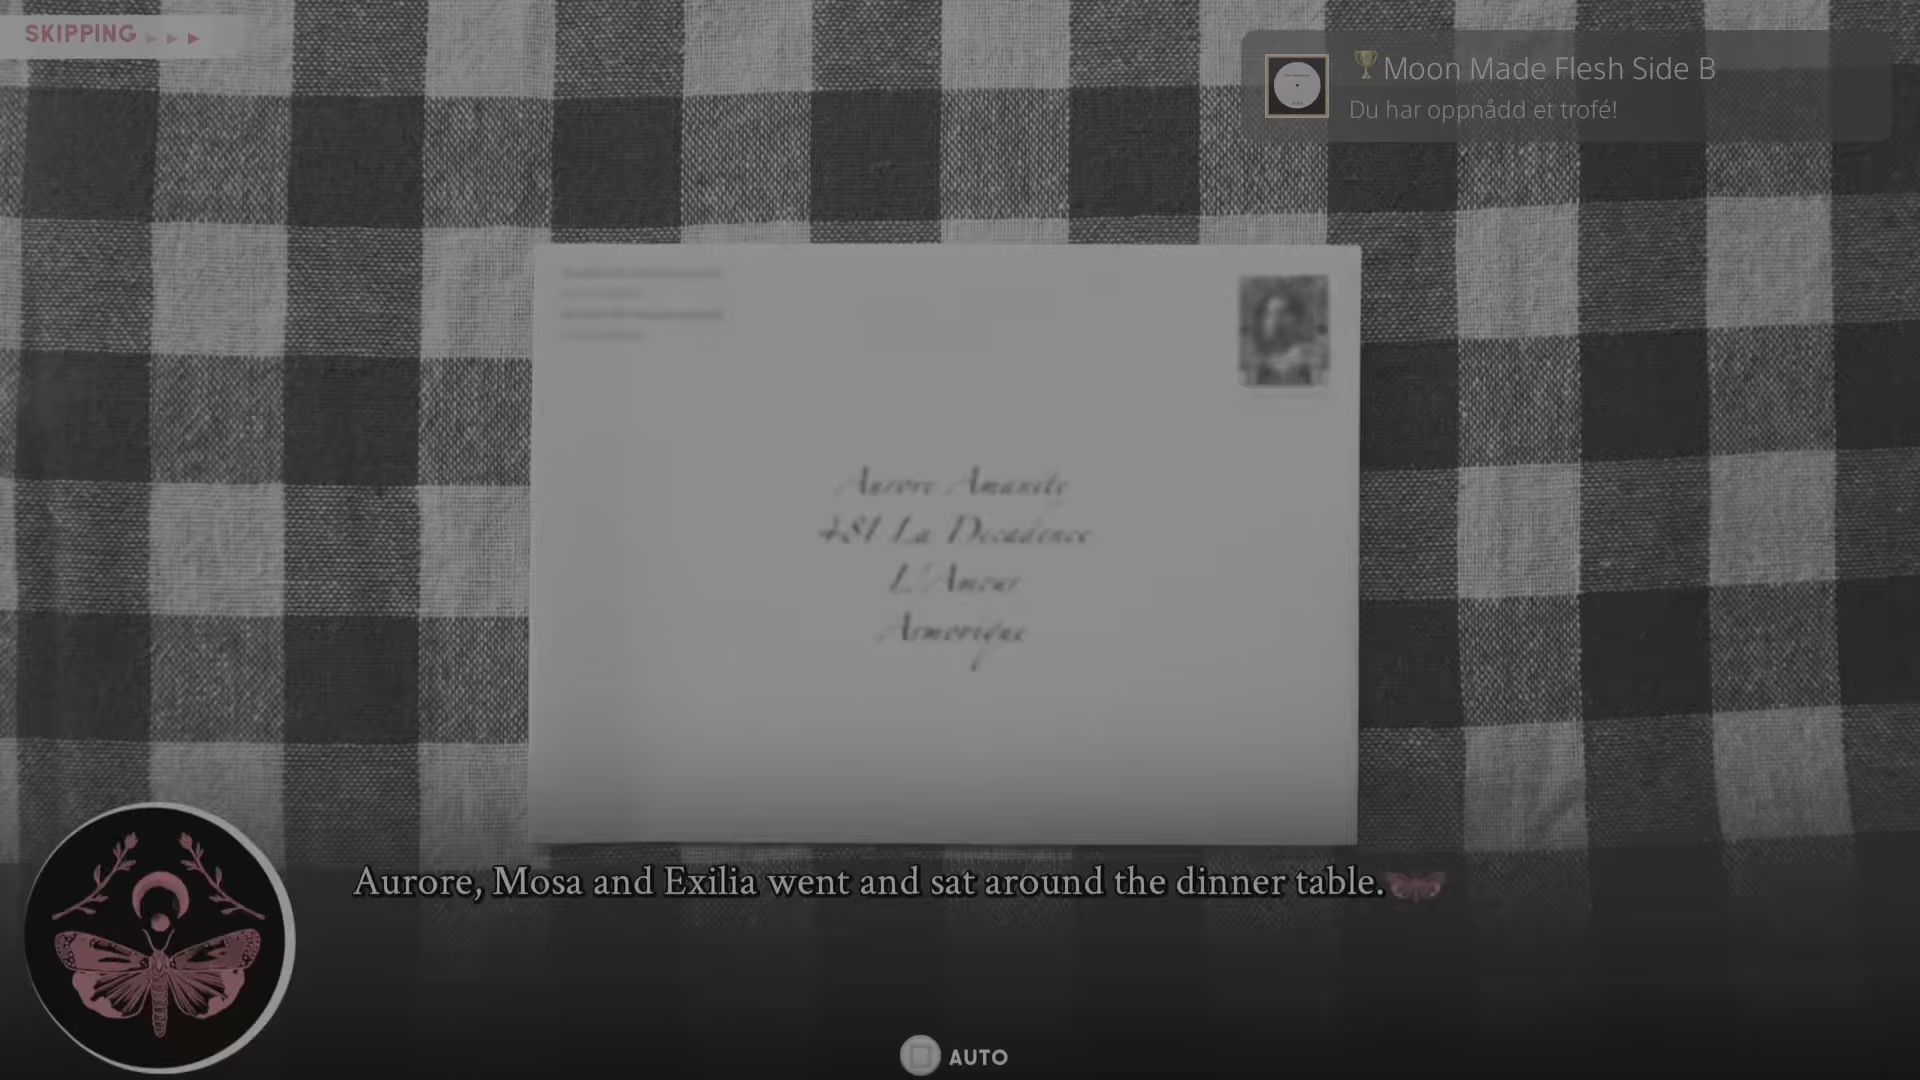 SKIPPING
Moon Made Flesh Side B
Du har oppnådd et trofé!
Aurore Amanite
481 La Decadence
L'Amour
Armorique
Aurore, Mosa and Exilia went and sat around the dinner table.
AUTO